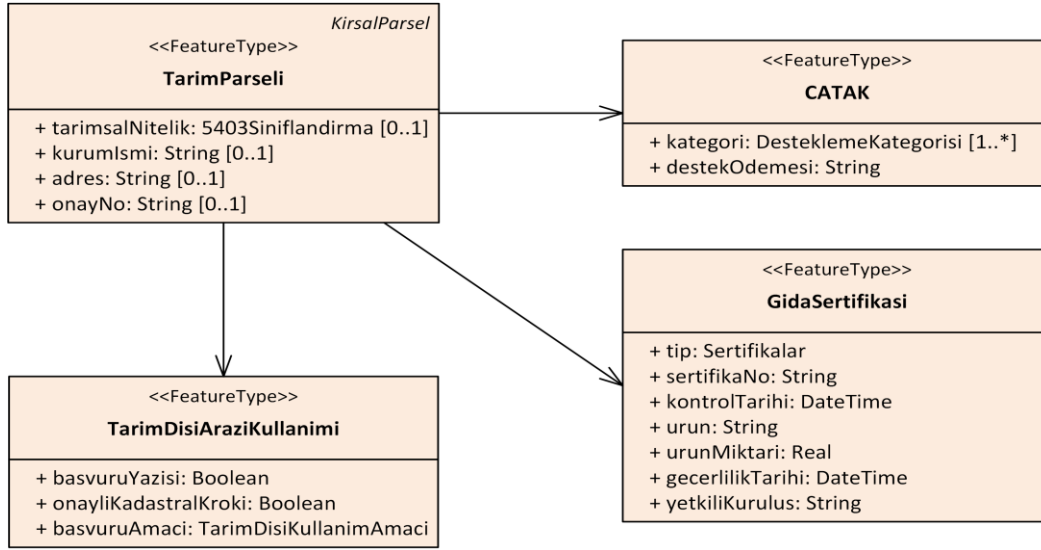 KirsalParsel
<<FeatureType>>
TarimParseli
+ tarimsalNitelik: 5403Siniflandirma [0..1]
+ kurumIsmi: String [0..1]
+ adres: String [0..1]
+ onayNo: String [0..1]
<<FeatureType>>
CATAK
+ kategori: DesteklemeKategorisi [1..*]
+ destekOdemesi: String
<<FeatureType>>
GidaSertifikasi
+ tip: Sertifikalar
+ sertifikaNo: String
+ kontrolTarihi: DateTime
+ urun: String
+ urunMiktari: Real
+ gecerlilikTarihi: DateTime
+ yetkiliKurulus: String
<<FeatureType>>
TarimDisiAraziKullanimi
+ basvuruYazisi: Boolean
+ onayliKadastralKroki: Boolean
+ basvuruAmaci: TarimDisiKullanimAmaci